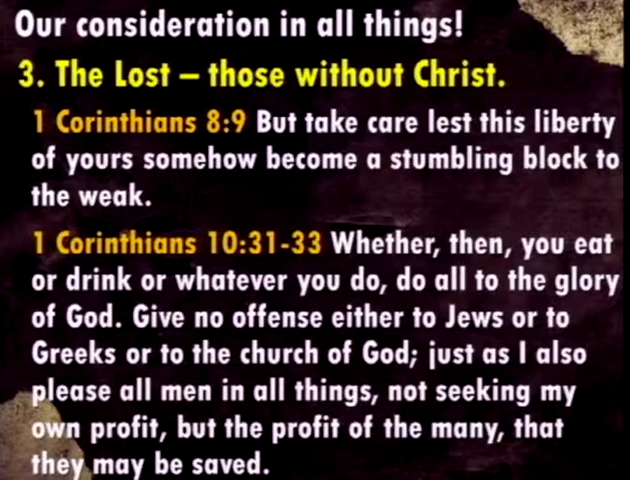 Our consideration in all things!
3. The Lost – those without Christ.
1 Corinthians 8:9 But take care lest this liberty
of yours somehow become a stumbling block to
the weak.
1 Corinthians 10:31-33 Whether, then, you eat
or drink or whatever you do, do all to the glory
of God. Give no offense either to Jews or to
Greeks or to the church of God; just as I also
please all men in all things, not seeking my
own profit, but the profit of the many, that
they may be saved.